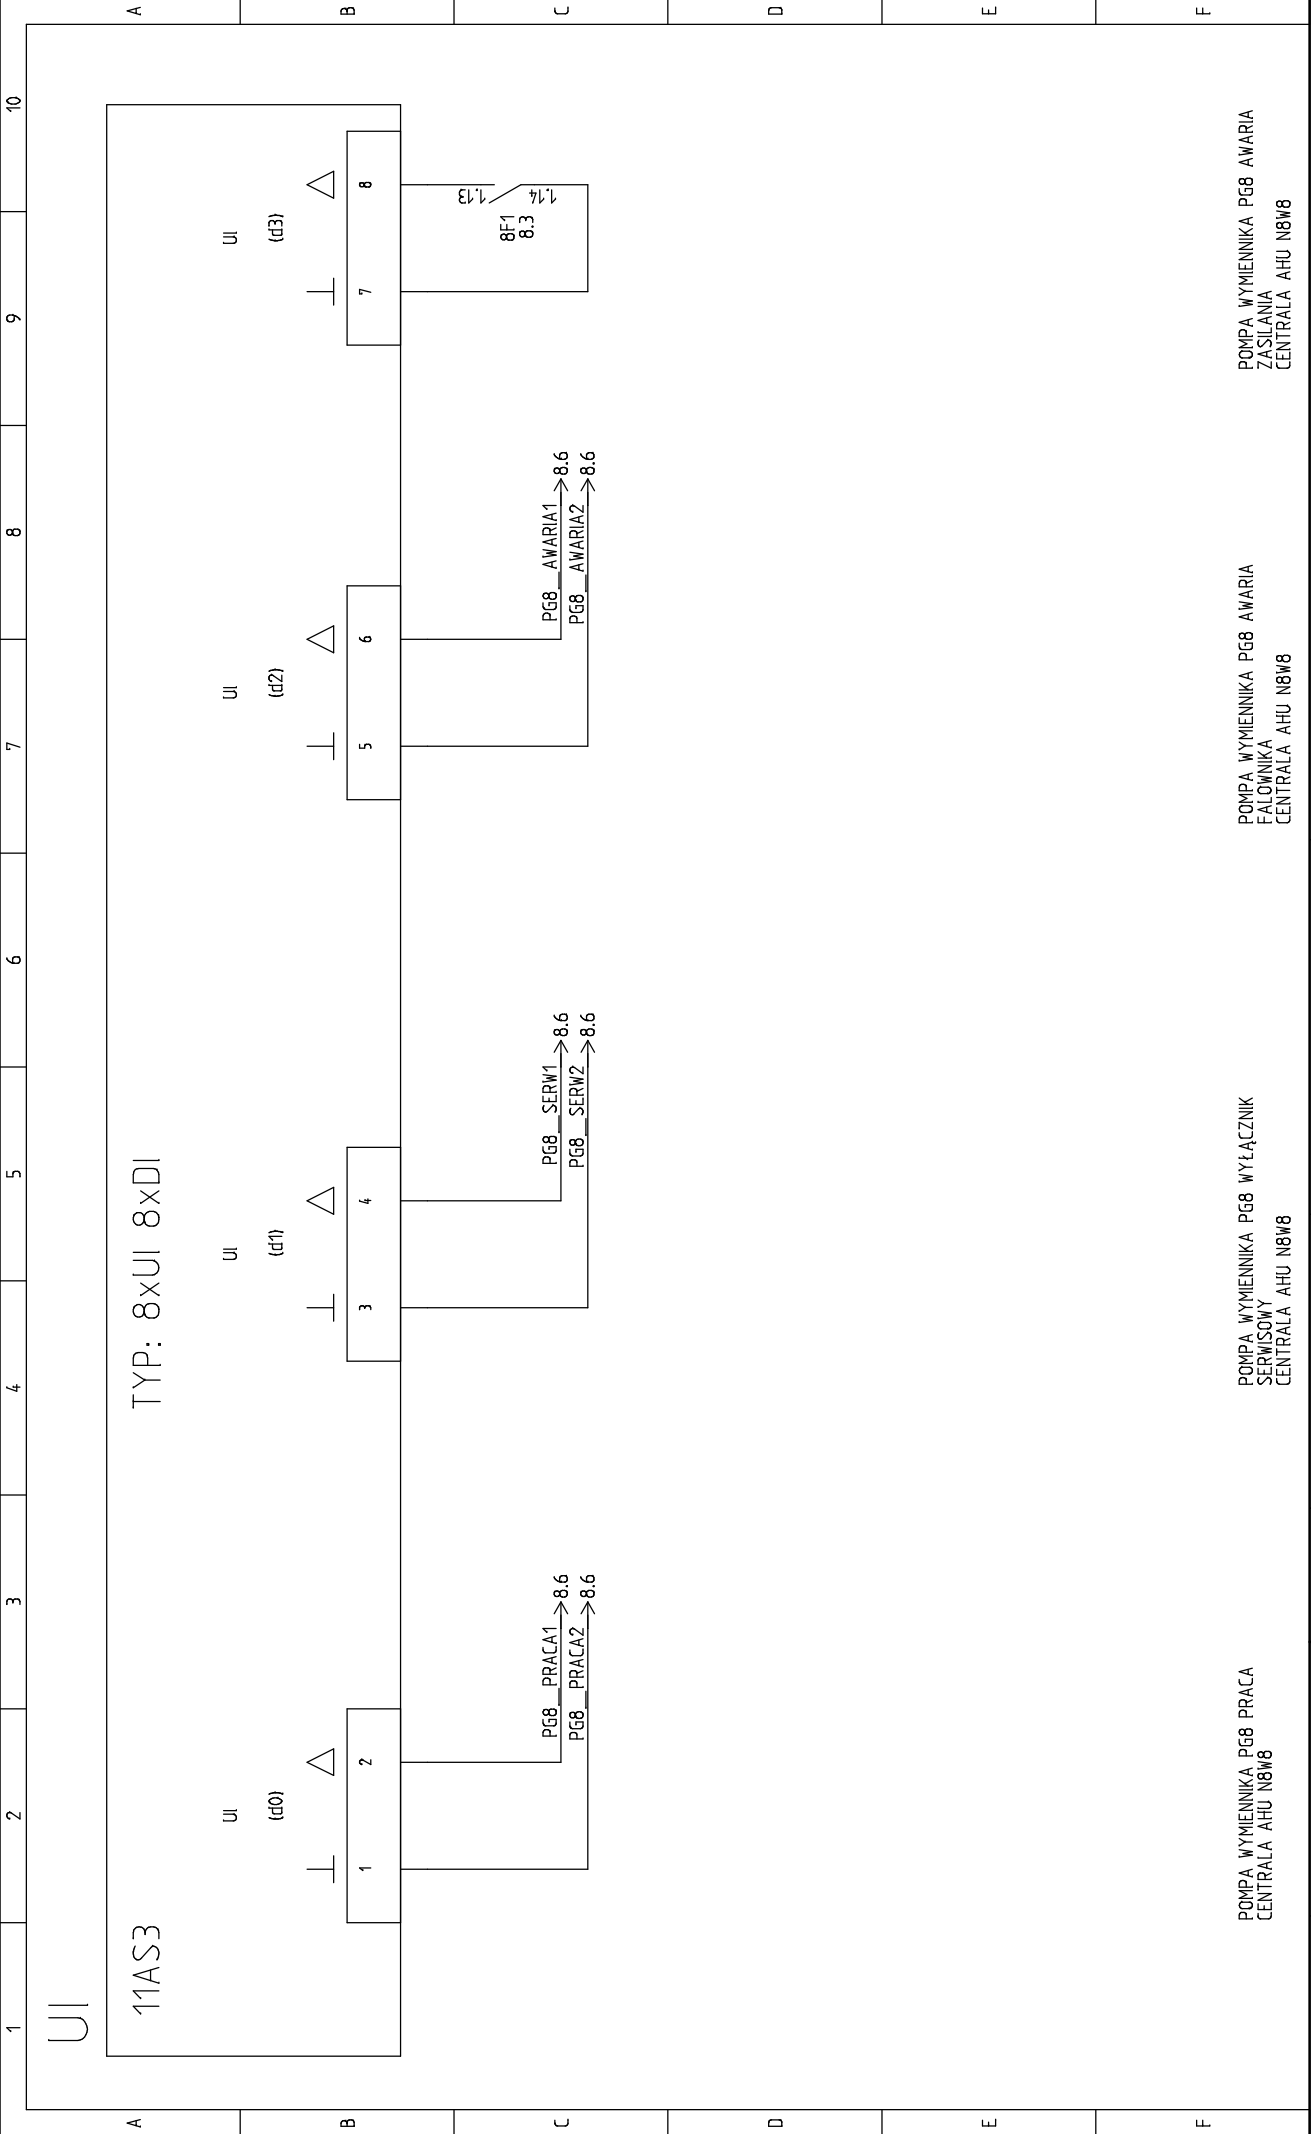 1 2 3 4 5 6 7 8 9 10
A
B
C
D
E
F
A
B
C
D
E
F
UI
11AS3
TYP: 8xUI 8xDI
UI
(d0)
1 2
PG8_PRACA1 8.6
PG8_PRACA2 8.6
UI
(d1)
3 4
PG8_SERW1 8.6
PG8_SERW2 8.6
UI
(d2)
5 6
PG8_AWARIA1 8.6
PG8_AWARIA2 8.6
UI
(d3)
7 8
8F1
8.3
1.13
1.14
POMPA WYMIENNIKA PG8 PRACA
CENTRALA AHU N8W8
POMPA WYMIENNIKA PG8 WYŁĄCZNIK
SERWISOWY
CENTRALA AHU N8W8
POMPA WYMIENNIKA PG8 AWARIA
FALOWNIKA
CENTRALA AHU N8W8
POMPA WYMIENNIKA PG8 AWARIA
ZASILANIA
CENTRALA AHU N8W8